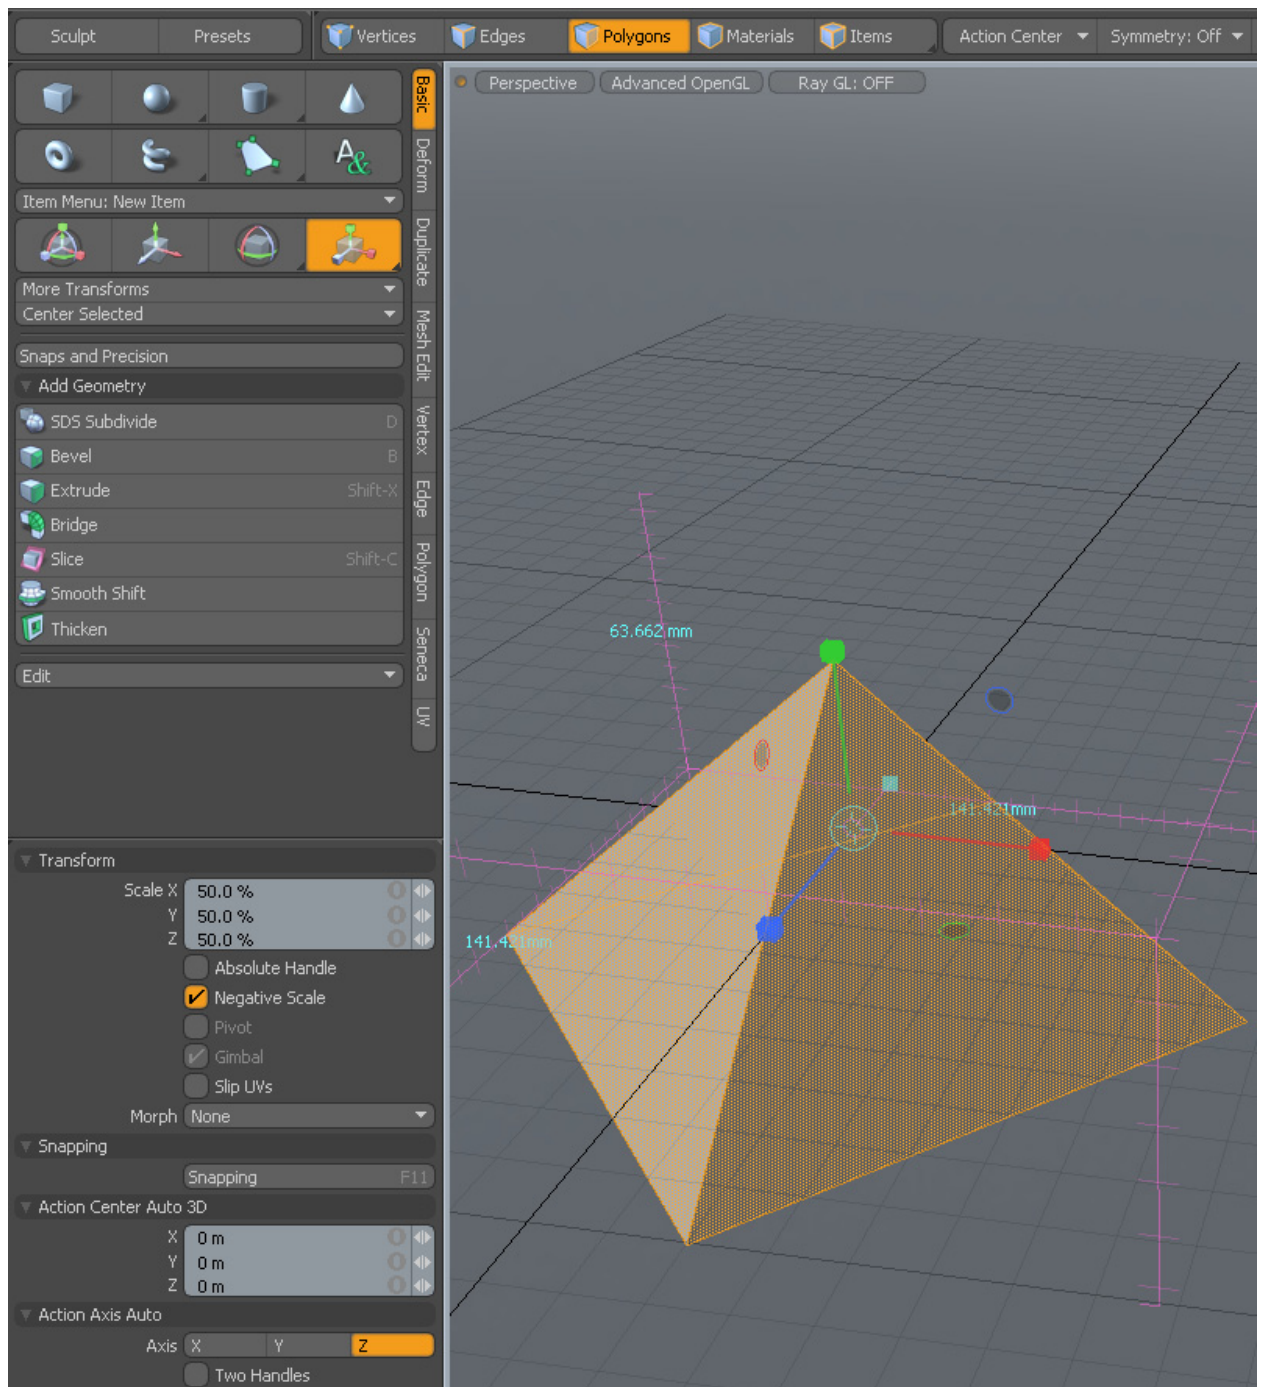 Sculpt Presets Vertices Edges Polygons Materials Items Action Center Symmetry: Off
Perspective Advanced OpenGL Ray GL: OFF
Basic
Deform
Duplicate
Mesh Edit
Vertex
Edge
Polygon
Seneca
UV
A&
Item Menu: New Item
More Transforms
Center Selected
Snaps and Precision
Add Geometry
SDS Subdivide D
Bevel B
Extrude Shift-X
Bridge
Slice Shift-C
Smooth Shift
Thicken
Edit
63.662 mm
141.421mm
141.421mm
Transform
Scale X 50.0 %
Y 50.0 %
Z 50.0 %
Absolute Handle
Negative Scale
Pivot
Gimbal
Slip UVs
Morph None
Snapping
Snapping F11
Action Center Auto 3D
X 0 m
Y 0 m
Z 0 m
Action Axis Auto
Axis X Y Z
Two Handles